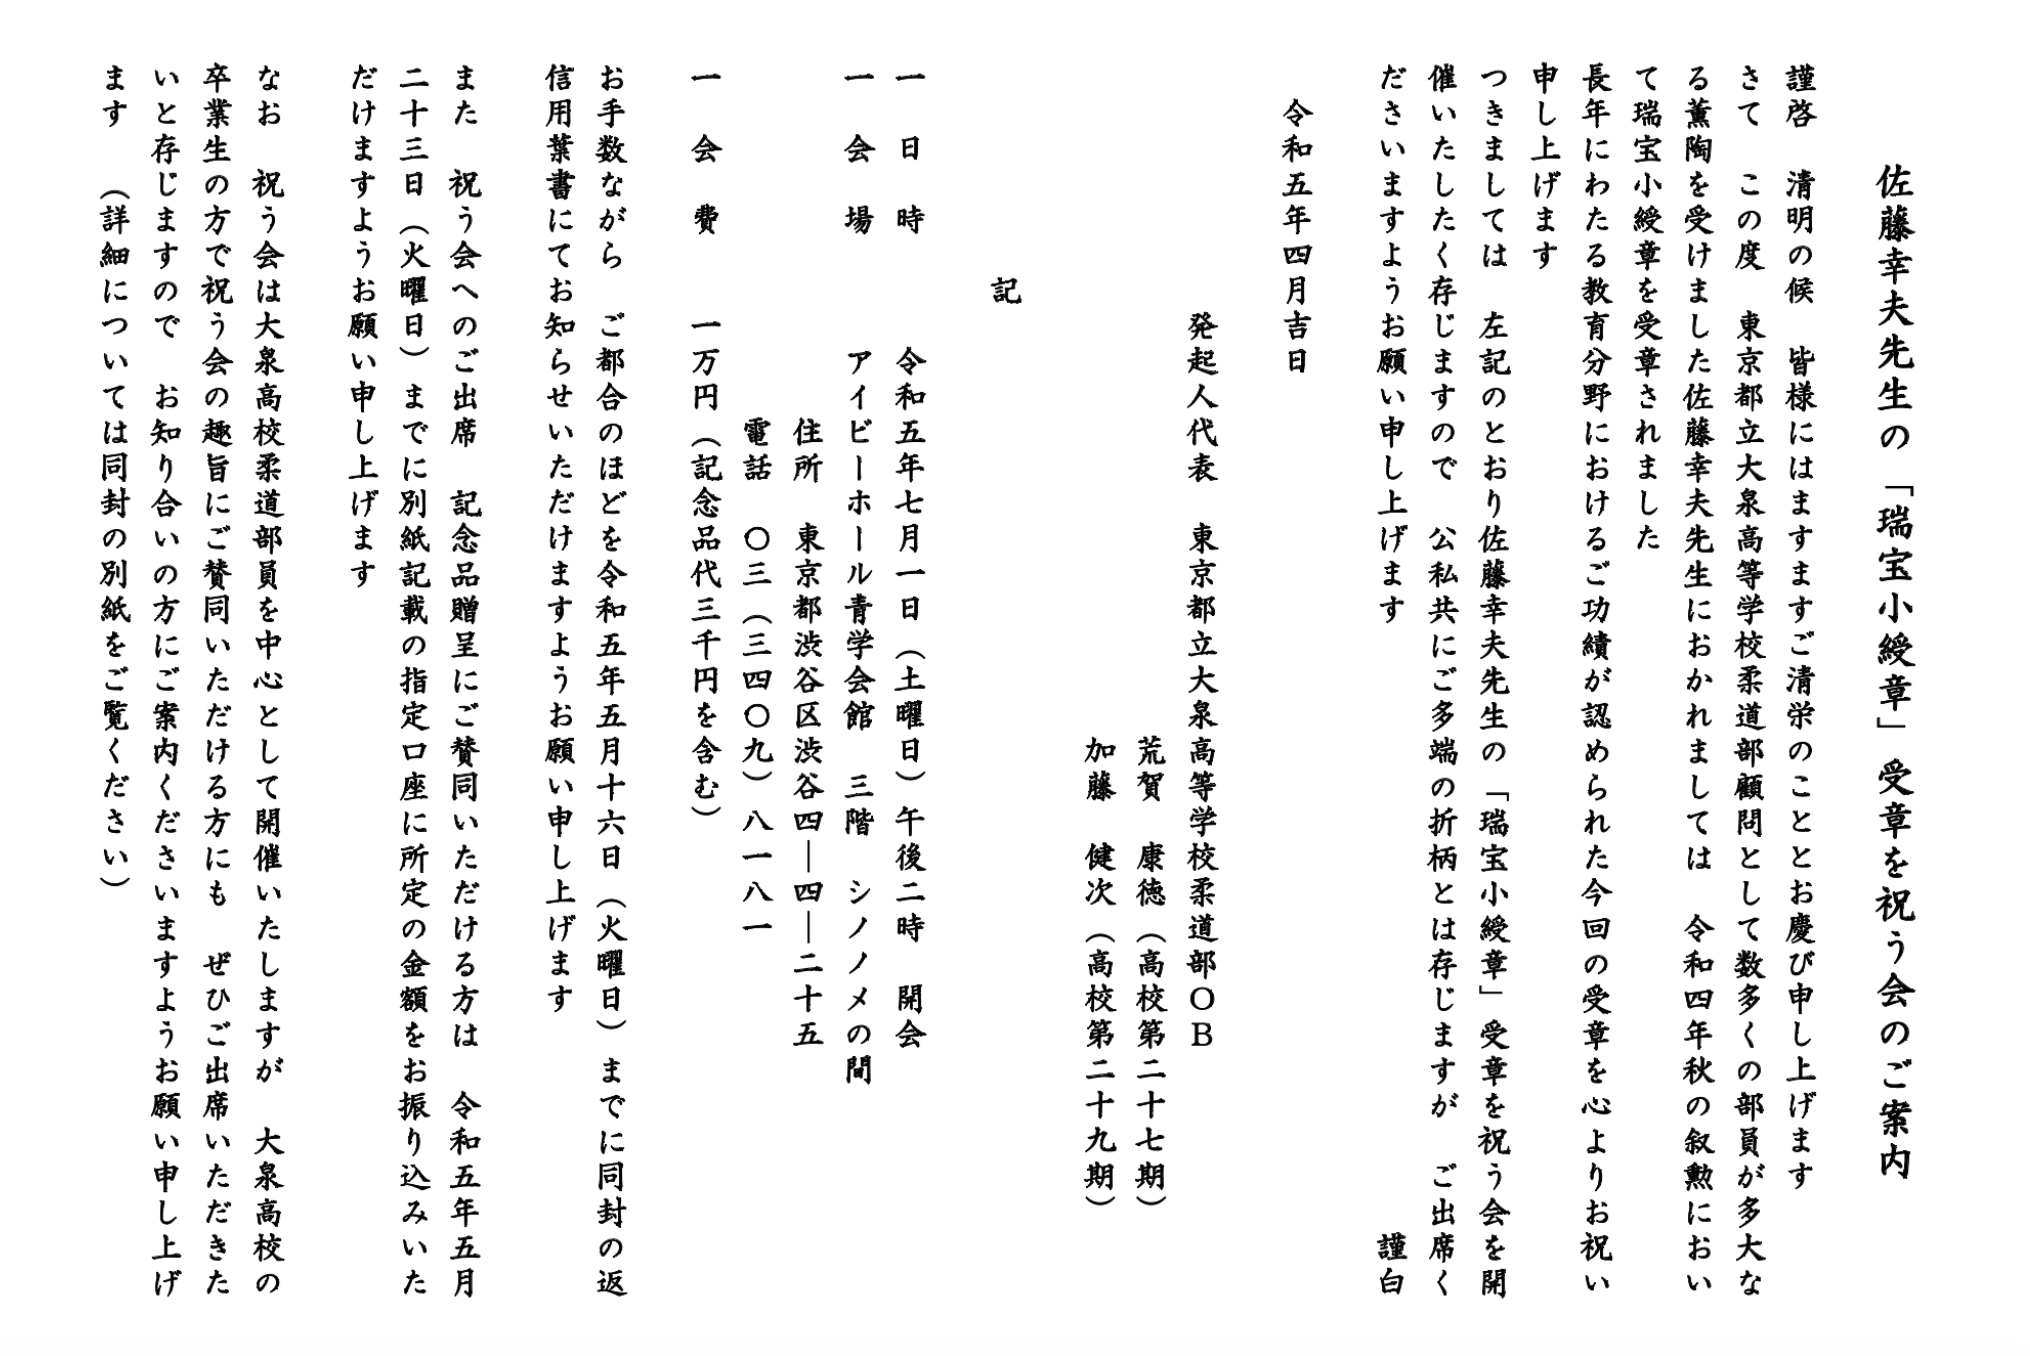 佐藤幸夫先生の「瑞宝小綬章」受章を祝う会のご案内
謹啓　清明の候　皆様にはますますご清栄のこととお慶び申し上げます
さて　この度　東京都立大泉高等学校柔道部顧問として数多くの部員が多大な
る薫陶を受けました佐藤幸夫先生におかれましては　令和四年秋の叙勲におい
て瑞宝小綬章を受章されました
長年にわたる教育分野におけるご功績が認められた今回の受章を心よりお祝い
申し上げます
つきましては　左記のとおり佐藤幸夫先生の「瑞宝小綬章」受章を祝う会を開
催いたしたく存じますので　公私共にご多端の折柄とは存じますが　ご出席く
ださいますようお願い申し上げます　謹白
令和五年四月吉日
発起人代表　東京都立大泉高等学校柔道部ＯＢ
荒賀　康徳（高校第二十七期）
加藤　健次（高校第二十九期）
記
一　日　時　令和五年七月一日（土曜日）午後二時　開会
一　会　場　アイビーホール青学会館　三階　シノノメの間
住所　東京都渋谷区渋谷四―四―二十五
電話　〇三（三四〇九）八一八一
一　会　費　一万円（記念品代三千円を含む）
お手数ながら　ご都合のほどを令和五年五月十六日（火曜日）までに同封の返
信用葉書にてお知らせいただけますようお願い申し上げます
また　祝う会へのご出席　記念品贈呈にご賛同いただける方は　令和五年五月
二十三日（火曜日）までに別紙記載の指定口座に所定の金額をお振り込みいた
だけますようお願い申し上げます
なお　祝う会は大泉高校柔道部員を中心として開催いたしますが　大泉高校の
卒業生の方で祝う会の趣旨にご賛同いただける方にも　ぜひご出席いただきた
いと存じますので　お知り合いの方にご案内くださいますようお願い申し上げ
ます　（詳細については同封の別紙をご覧ください）